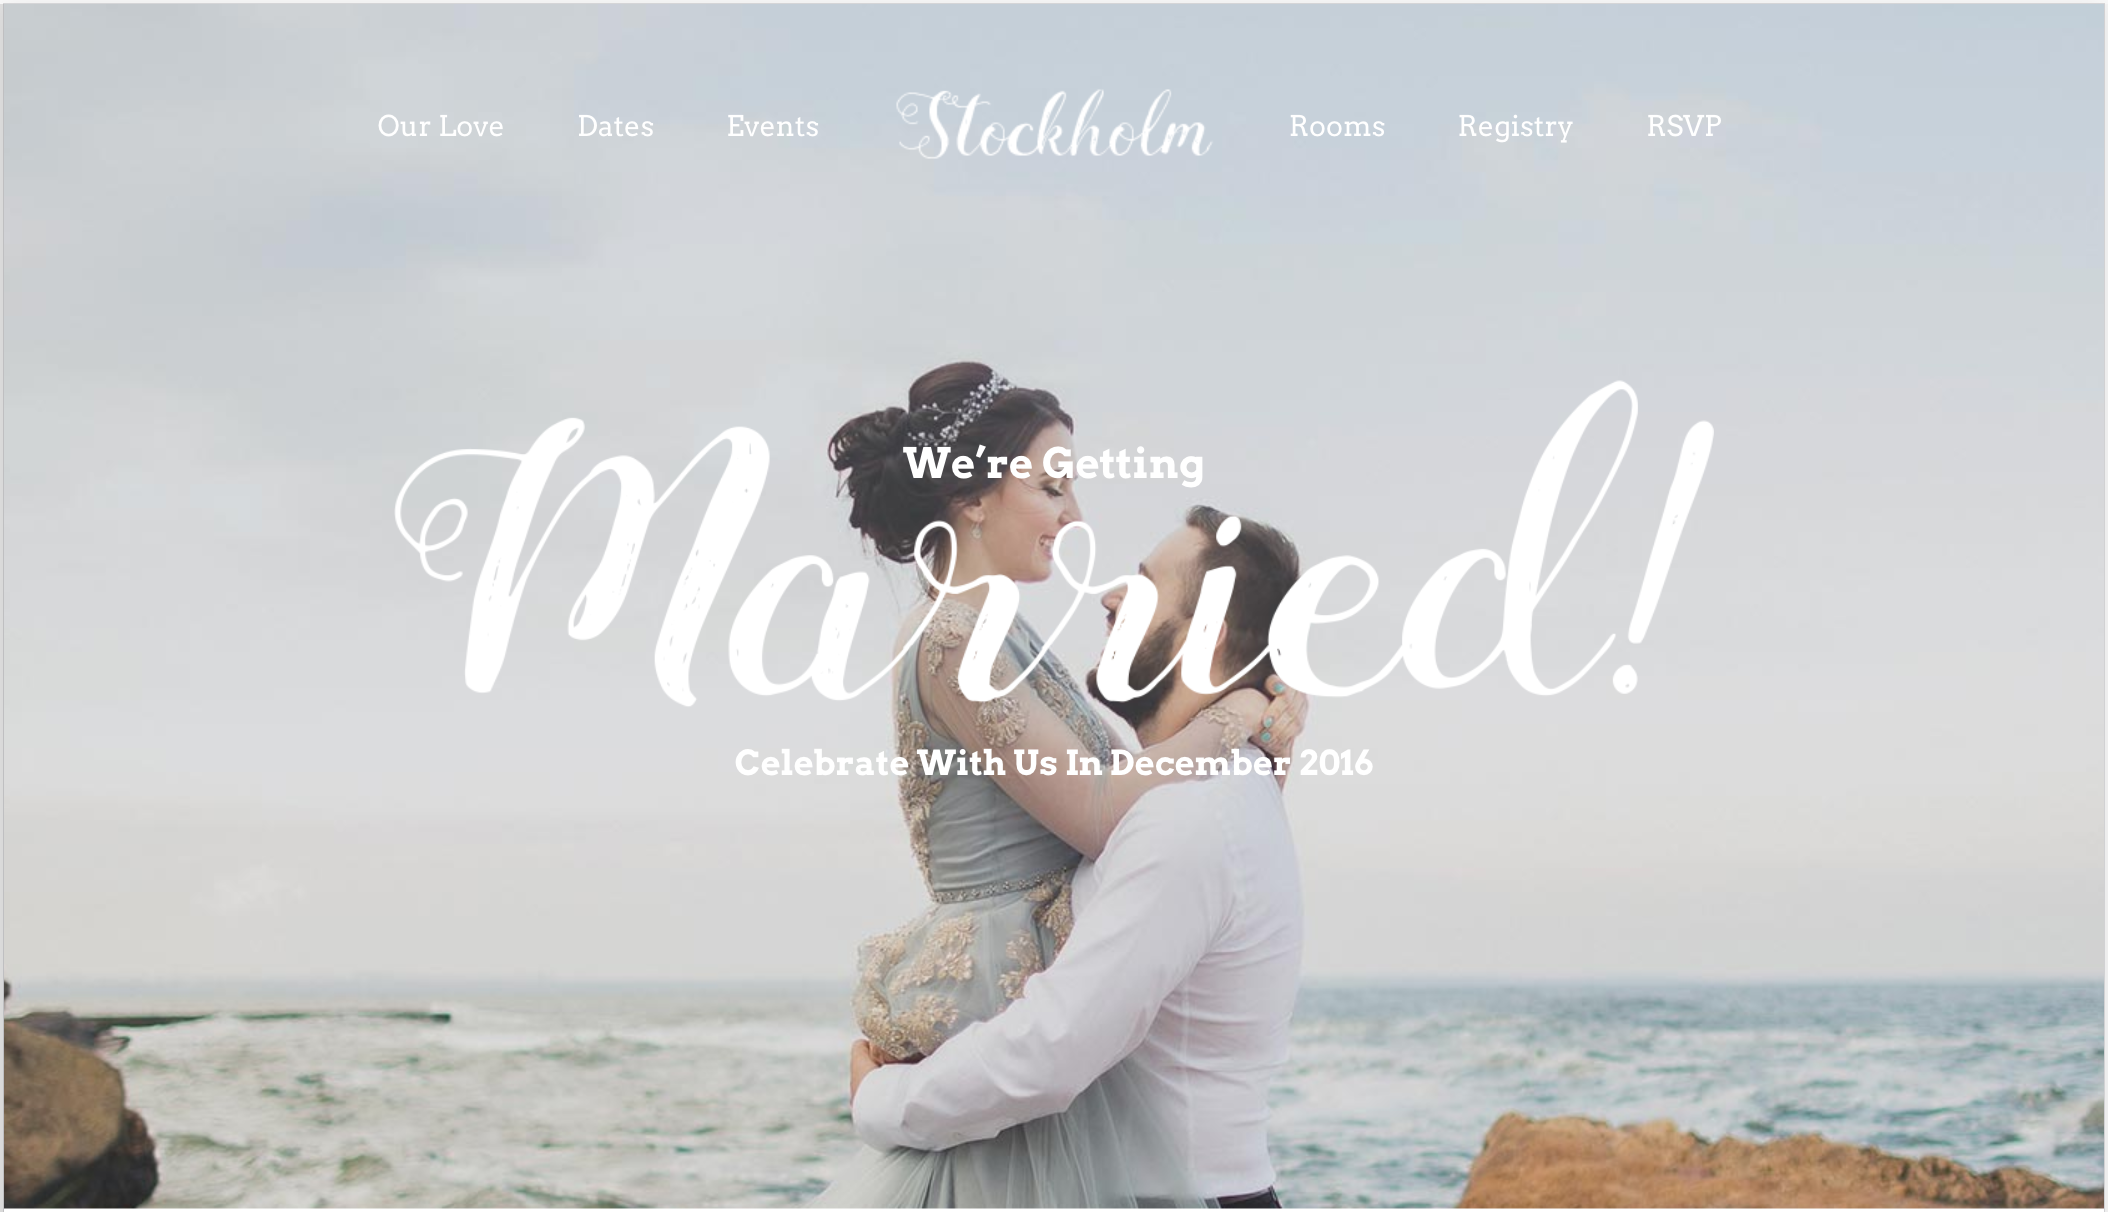 Our Love Dates Events Stockholm Rooms Registry RSVP
We’re Getting
Married!
Celebrate With Us In December 2016